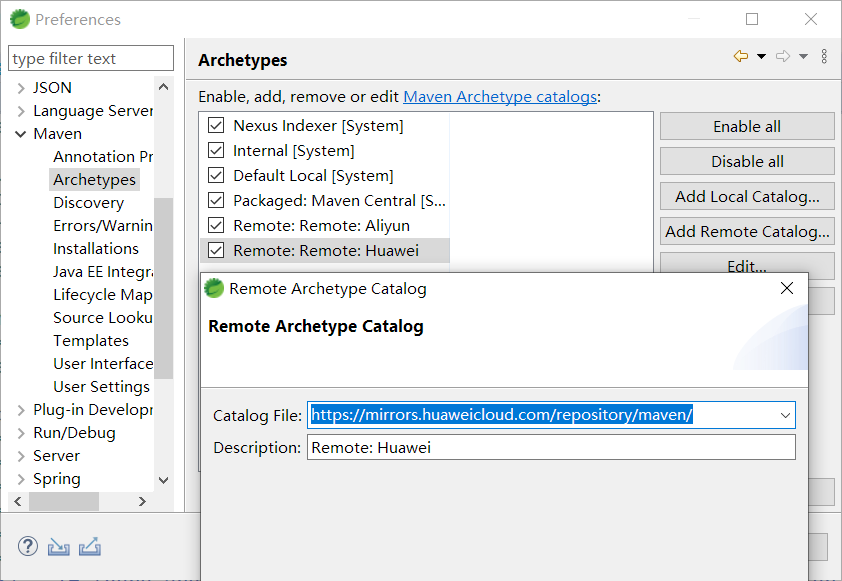 Preferences
type filter text
JSON
Language Server
Maven
Annotation Pr
Archetypes
Discovery
Errors/Warnin
Installations
Java EE Integra
Lifecycle Map
Source Looku
Templates
User Interface
User Settings
Plug-in Developn
Run/Debug
Server
Spring
Archetypes
Enable, add, remove or edit Maven Archetype catalogs:
Nexus Indexer [System]
Internal [System]
Default Local [System]
Packaged: Maven Central [S...
Remote: Remote: Aliyun
Remote: Remote: Huawei
Enable all
Disable all
Add Local Catalog...
Add Remote Catalog...
Edit...
Remote Archetype Catalog
Remote Archetype Catalog
Catalog File: https://mirrors.huaweicloud.com/repository/maven/
Description: Remote: Huawei